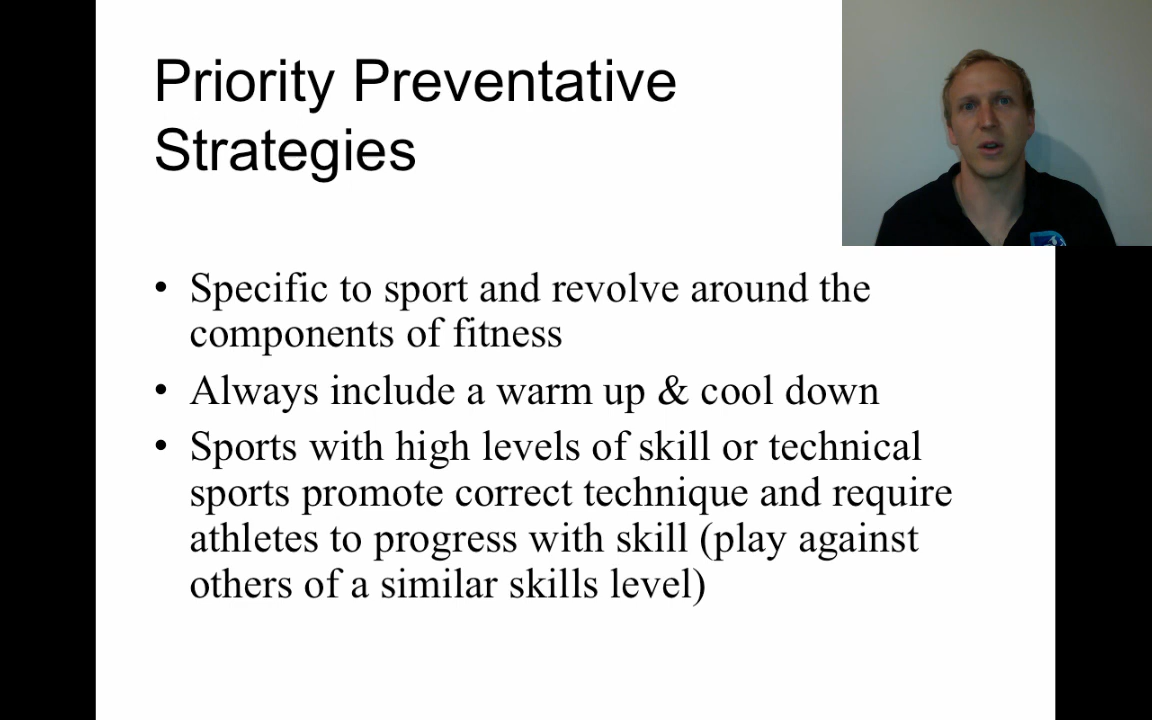 Priority Preventative
Strategies
• Specific to sport and revolve around the
components of fitness
• Always include a warm up & cool down
• Sports with high levels of skill or technical
sports promote correct technique and require
athletes to progress with skill (play against
others of a similar skills level)